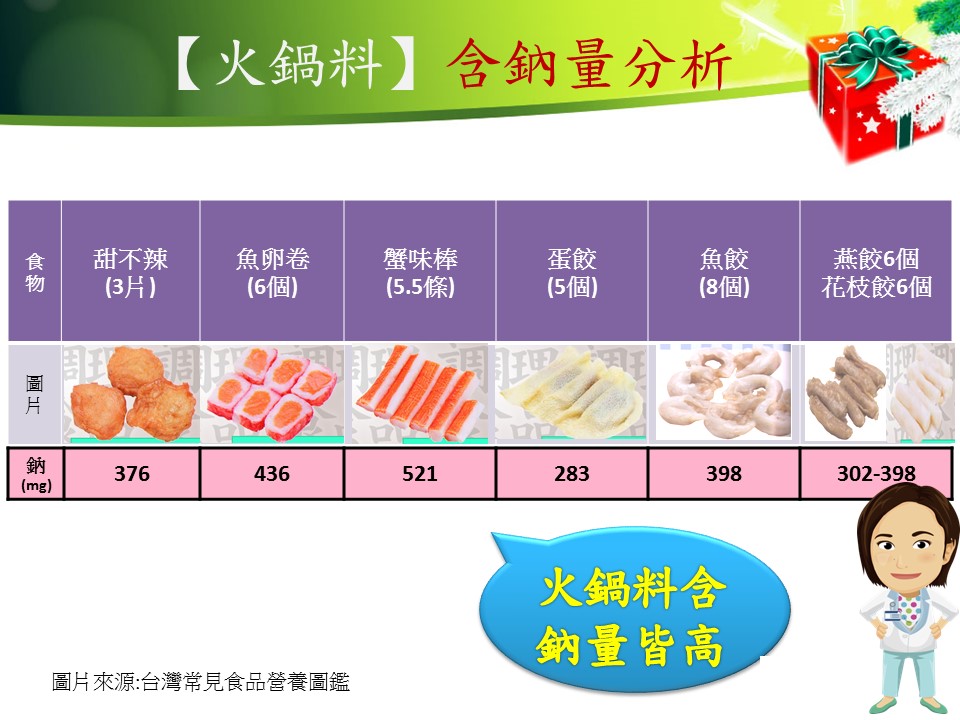 【火鍋料】含鈉量分析
食物
甜不辣
(3片)
魚卵卷
(6個)
蟹味棒
(5.5條)
蛋餃
(5個)
魚餃
(8個)
燕餃6個
花枝餃6個
圖片
鈉
(mg)
376
436
521
283
398
302-398
火鍋料含
鈉量皆高
圖片來源:台灣常見食品營養圖鑑